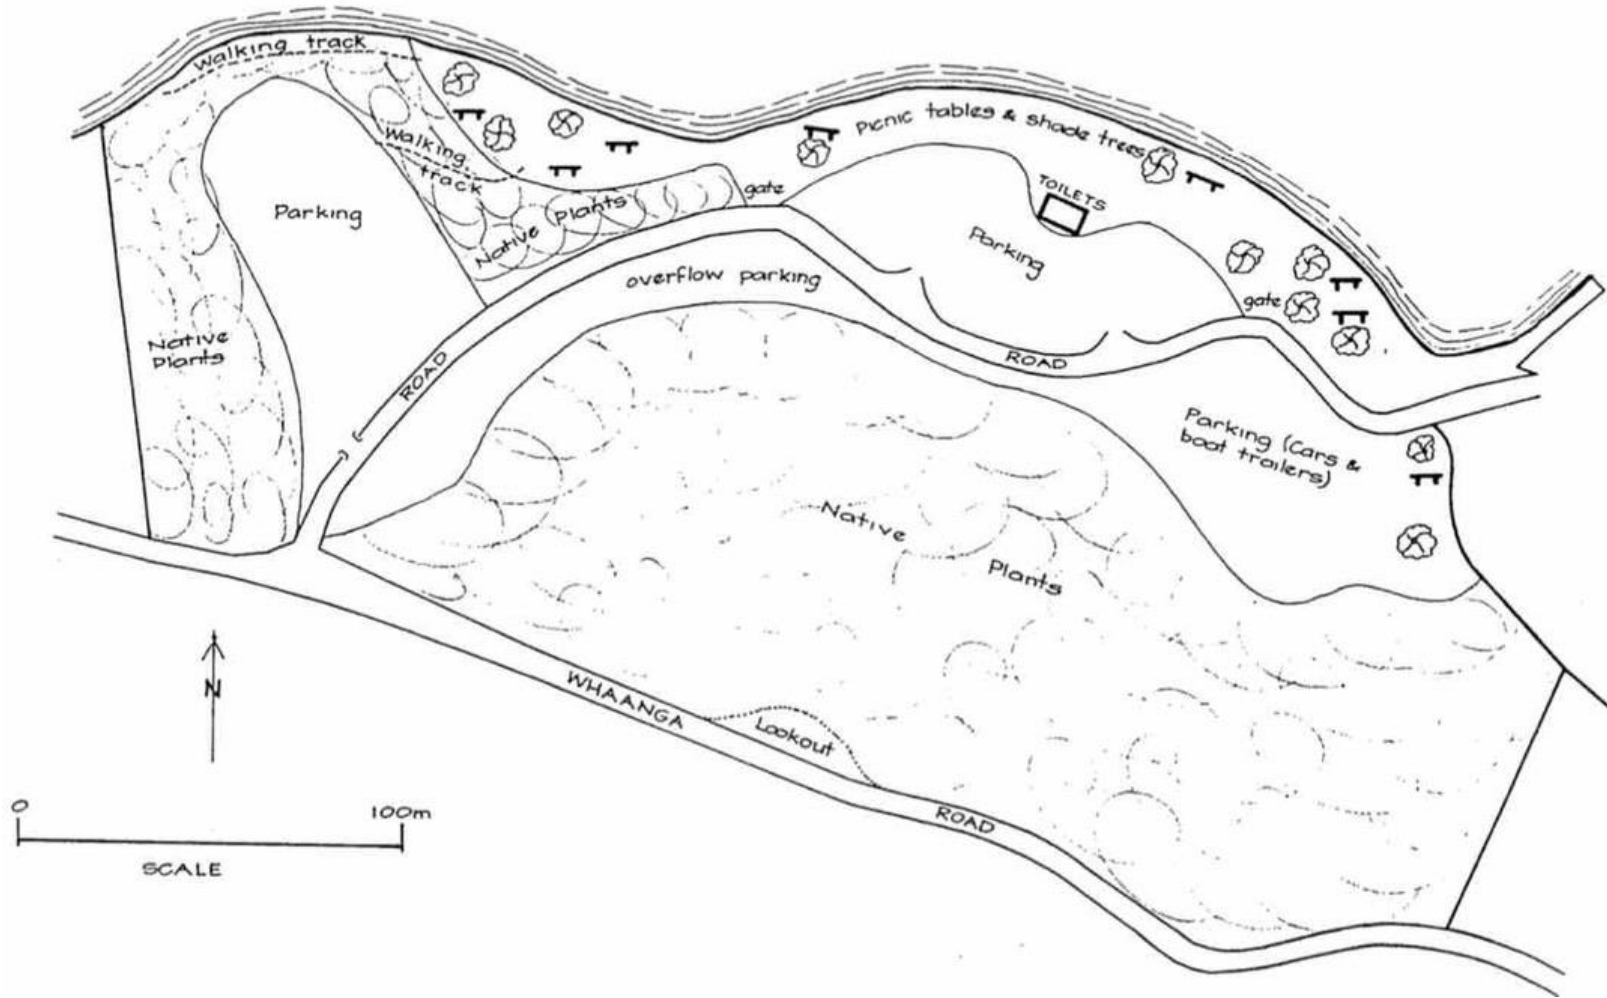 Walking track
Picnic tables & shade trees
Walking
track
gate
TOILETS
Parking
Native Plants
Parking
overflow parking
gate
Native
Plants
ROAD
ROAD
Parking (Cars &
boat trailers)
Native
Plants
N
WHAANGA
Lookout
ROAD
0
100m
SCALE